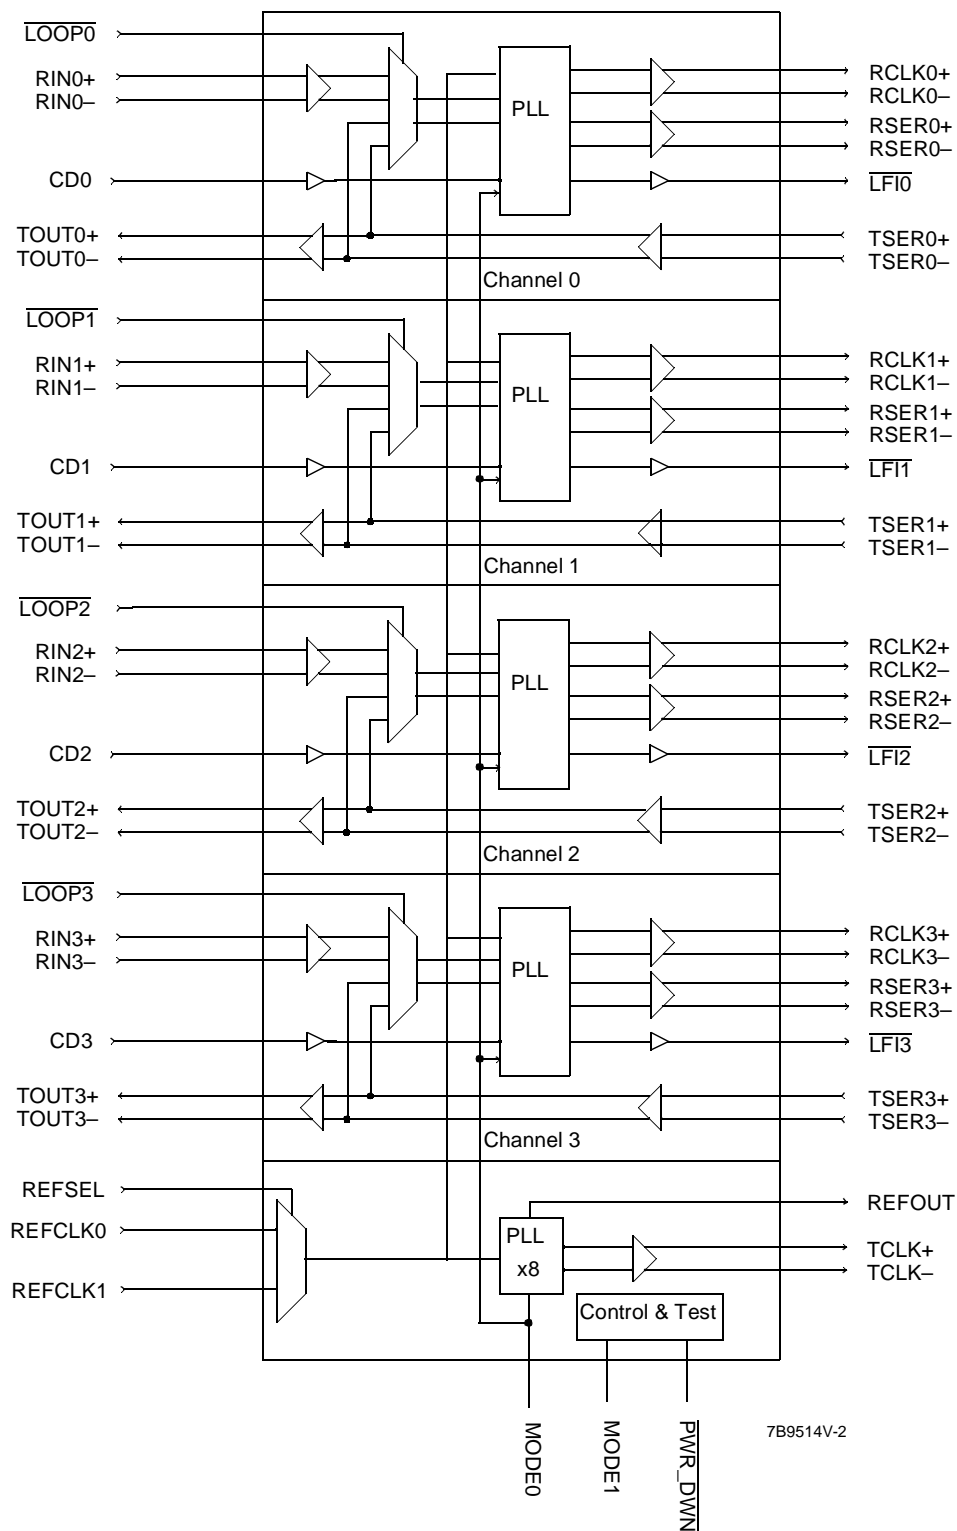 LOOP0
RIN0+
RIN0–
CD0
TOUT0+
TOUT0–
PLL
RCLK0+
RCLK0–
RSER0+
RSER0–
LFI0
TSER0+
TSER0–
Channel 0
LOOP1
RIN1+
RIN1–
CD1
TOUT1+
TOUT1–
PLL
RCLK1+
RCLK1–
RSER1+
RSER1–
LFI1
TSER1+
TSER1–
Channel 1
LOOP2
RIN2+
RIN2–
CD2
TOUT2+
TOUT2–
PLL
RCLK2+
RCLK2–
RSER2+
RSER2–
LFI2
TSER2+
TSER2–
Channel 2
LOOP3
RIN3+
RIN3–
CD3
TOUT3+
TOUT3–
PLL
RCLK3+
RCLK3–
RSER3+
RSER3–
LFI3
TSER3+
TSER3–
Channel 3
REFSEL
REFCLK0
REFCLK1
PLL
x8
REFOUT
TCLK+
TCLK–
Control & Test
MODE0
MODE1
PWR_DWN
7B9514V-2